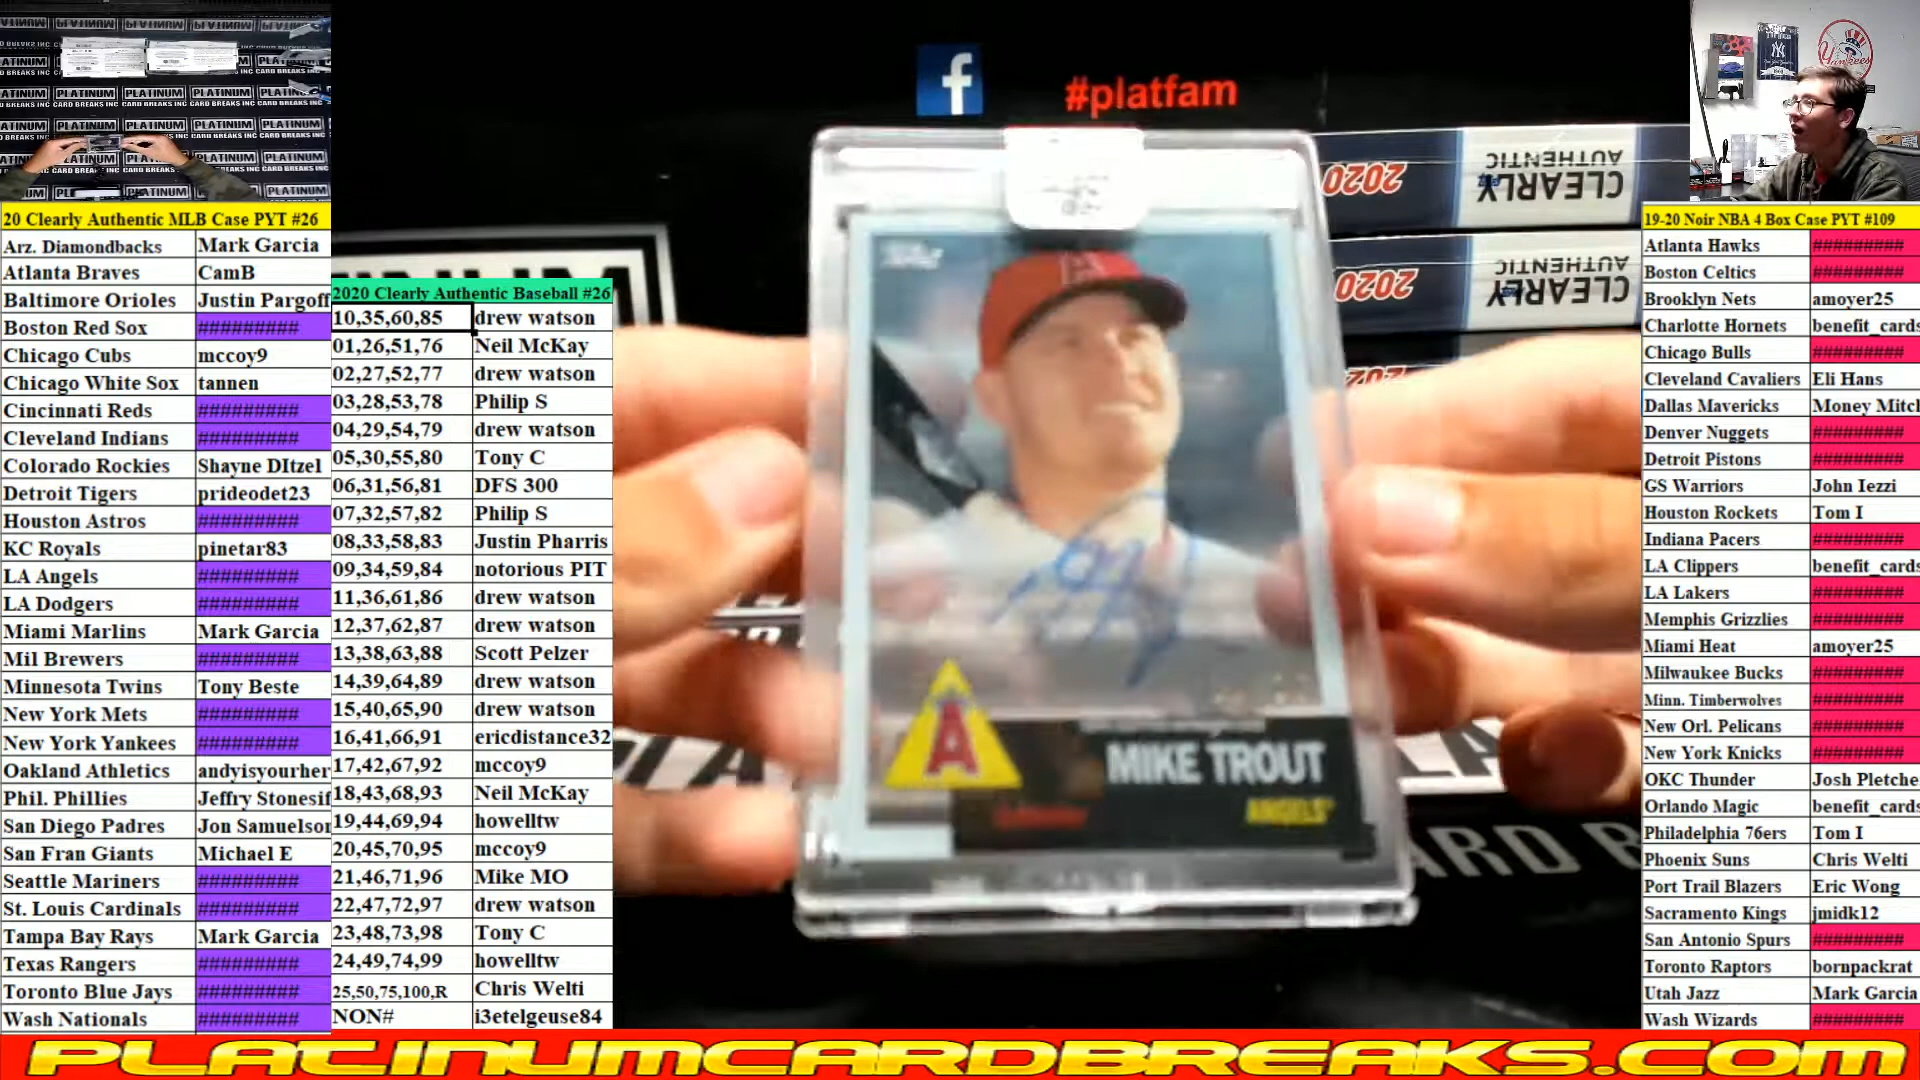 PLATINUM
CARD BREAKS INC
#platfam
2020 CLEARLY AUTHENTIC
2020 CLEARLY AUTHENTIC
Topps
MIKE TROUT
ANGELS
Yankees
20 Clearly Authentic MLB Case PYT #26
Arz. Diamondbacks Mark Garcia
Atlanta Braves CamB
Baltimore Orioles Justin Pargoff
Boston Red Sox #########
Chicago Cubs mccoy9
Chicago White Sox tannen
Cincinnati Reds #########
Cleveland Indians #########
Colorado Rockies Shayne DItzel
Detroit Tigers prideodet23
Houston Astros #########
KC Royals pinetar83
LA Angels #########
LA Dodgers #########
Miami Marlins Mark Garcia
Mil Brewers #########
Minnesota Twins Tony Beste
New York Mets #########
New York Yankees #########
Oakland Athletics andyisyourher
Phil. Phillies Jeffry Stonesif
San Diego Padres Jon Samuelson
San Fran Giants Michael E
Seattle Mariners #########
St. Louis Cardinals #########
Tampa Bay Rays Mark Garcia
Texas Rangers #########
Toronto Blue Jays #########
Wash Nationals #########
2020 Clearly Authentic Baseball #26
10,35,60,85 drew watson
01,26,51,76 Neil McKay
02,27,52,77 drew watson
03,28,53,78 Philip S
04,29,54,79 drew watson
05,30,55,80 Tony C
06,31,56,81 DFS 300
07,32,57,82 Philip S
08,33,58,83 Justin Pharris
09,34,59,84 notorious PIT
11,36,61,86 drew watson
12,37,62,87 drew watson
13,38,63,88 Scott Pelzer
14,39,64,89 drew watson
15,40,65,90 drew watson
16,41,66,91 ericdistance32
17,42,67,92 mccoy9
18,43,68,93 Neil McKay
19,44,69,94 howelltw
20,45,70,95 mccoy9
21,46,71,96 Mike MO
22,47,72,97 drew watson
23,48,73,98 Tony C
24,49,74,99 howelltw
25,50,75,100,R Chris Welti
NON# i3etelgeuse84
19-20 Noir NBA 4 Box Case PYT #109
Atlanta Hawks #########
Boston Celtics #########
Brooklyn Nets amoyer25
Charlotte Hornets benefit_cards
Chicago Bulls #########
Cleveland Cavaliers Eli Hans
Dallas Mavericks Money Mitch
Denver Nuggets #########
Detroit Pistons #########
GS Warriors John Iezzi
Houston Rockets Tom I
Indiana Pacers #########
LA Clippers benefit_cards
LA Lakers #########
Memphis Grizzlies #########
Miami Heat amoyer25
Milwaukee Bucks #########
Minn. Timberwolves #########
New Orl. Pelicans #########
New York Knicks #########
OKC Thunder Josh Pletche
Orlando Magic benefit_cards
Philadelphia 76ers Tom I
Phoenix Suns Chris Welti
Port Trail Blazers Eric Wong
Sacramento Kings jmidk12
San Antonio Spurs #########
Toronto Raptors bornpackrat
Utah Jazz Mark Garcia
Wash Wizards #########
PLATINUMCARDBREAKS.COM